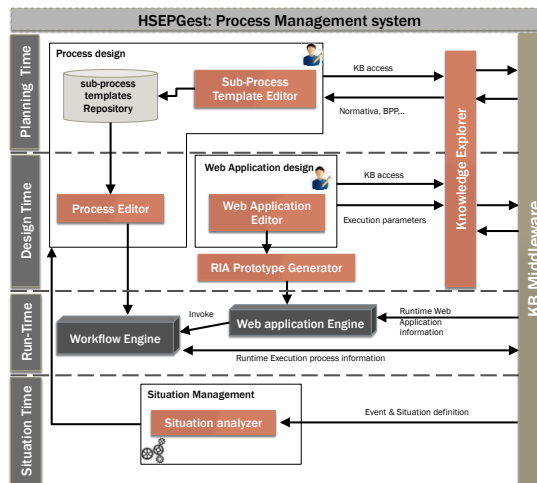 HSEPGest: Process Management system
Planning Time
Process design
sub-process
templates
Repository
Sub-Process
Template Editor
KB access
Normativa, BPP,..
Knowledge Explorer
KB Middleware
Design Time
Web Application design
Process Editor
Web Application
Editor
KB access
Execution parameters
RIA Prototype Generator
Run-Time
Workflow Engine
Invoke
Web application Engine
Runtime Web
Application
information
Runtime Execution process information
Situation Time
Situation Management
Situation analyzer
Event & Situation definition